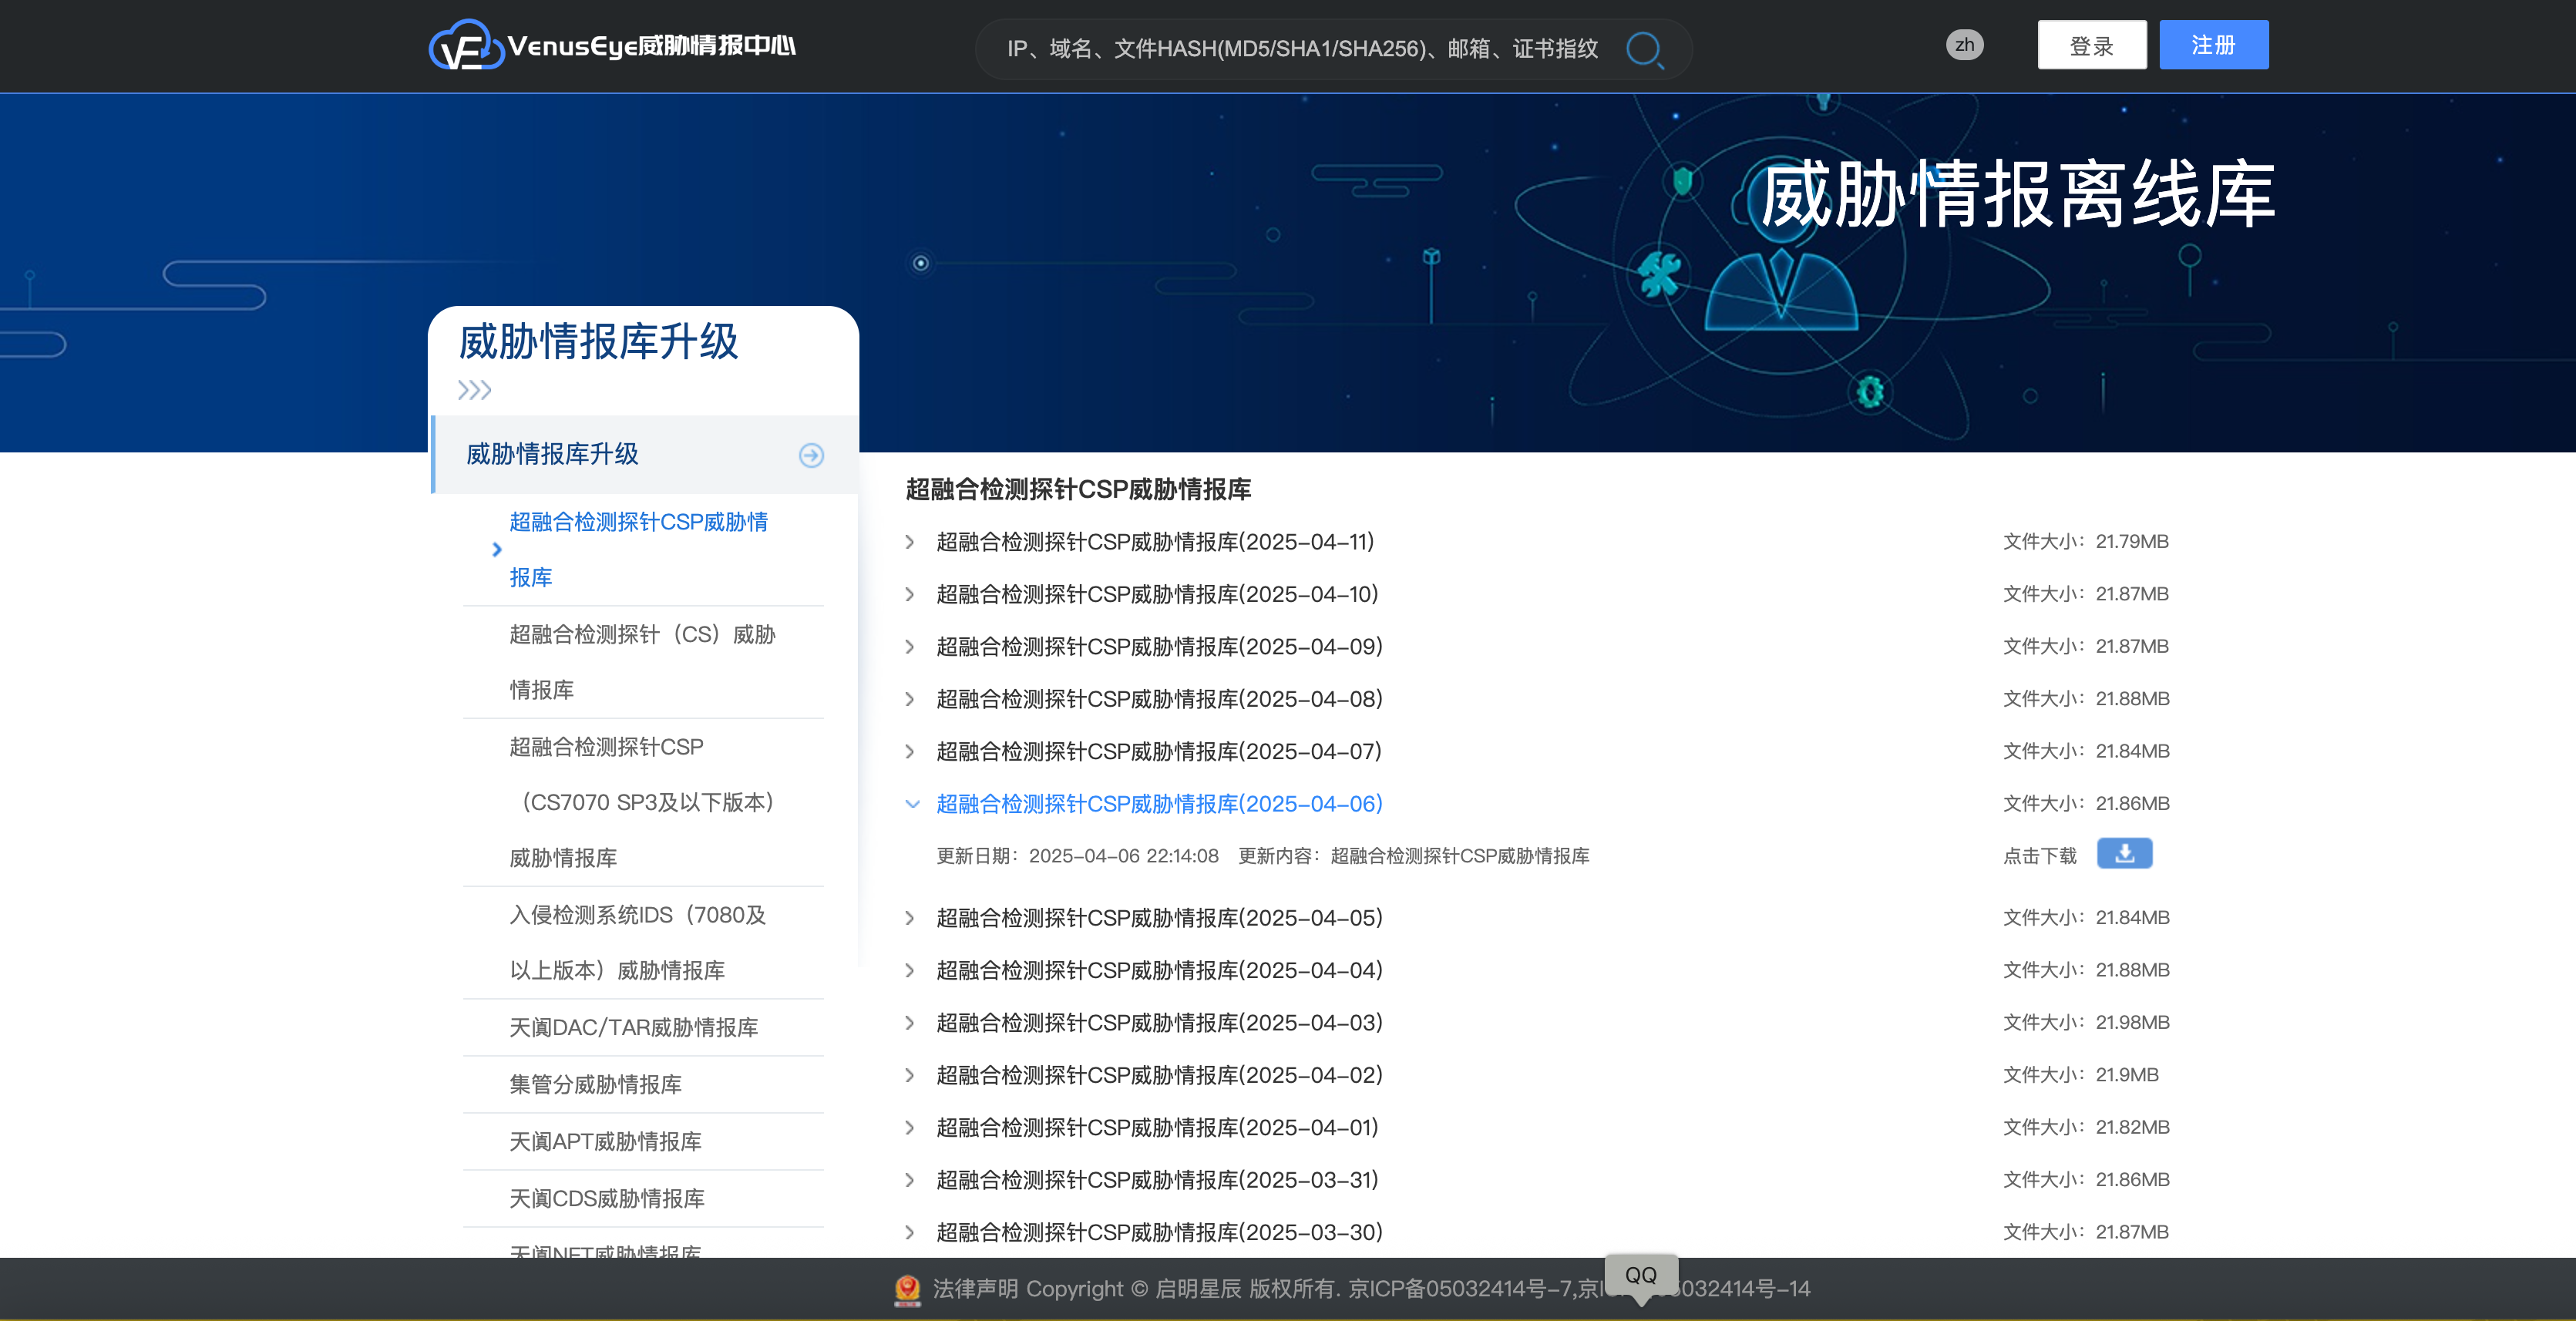 VenusEye威胁情报中心
IP、域名、文件HASH(MD5/SHA1/SHA256)、邮箱、证书指纹
zh
登录
注册
威胁情报离线库
威胁情报库升级
威胁情报库升级
超融合检测探针CSP威胁情
报库
超融合检测探针（CS）威胁
情报库
超融合检测探针CSP
（CS7070 SP3及以下版本）
威胁情报库
入侵检测系统IDS（7080及
以上版本）威胁情报库
天阗DAC/TAR威胁情报库
集管分威胁情报库
天阗APT威胁情报库
天阗CDS威胁情报库
天阗NFT威胁情报库
超融合检测探针CSP威胁情报库
超融合检测探针CSP威胁情报库(2025-04-11) 文件大小：21.79MB
超融合检测探针CSP威胁情报库(2025-04-10) 文件大小：21.87MB
超融合检测探针CSP威胁情报库(2025-04-09) 文件大小：21.87MB
超融合检测探针CSP威胁情报库(2025-04-08) 文件大小：21.88MB
超融合检测探针CSP威胁情报库(2025-04-07) 文件大小：21.84MB
超融合检测探针CSP威胁情报库(2025-04-06) 文件大小：21.86MB
更新日期：2025-04-06 22:14:08 更新内容：超融合检测探针CSP威胁情报库 点击下载
超融合检测探针CSP威胁情报库(2025-04-05) 文件大小：21.84MB
超融合检测探针CSP威胁情报库(2025-04-04) 文件大小：21.88MB
超融合检测探针CSP威胁情报库(2025-04-03) 文件大小：21.98MB
超融合检测探针CSP威胁情报库(2025-04-02) 文件大小：21.9MB
超融合检测探针CSP威胁情报库(2025-04-01) 文件大小：21.82MB
超融合检测探针CSP威胁情报库(2025-03-31) 文件大小：21.86MB
超融合检测探针CSP威胁情报库(2025-03-30) 文件大小：21.87MB
法律声明 Copyright © 启明星辰 版权所有. 京ICP备05032414号-7,京 5032414号-14
QQ